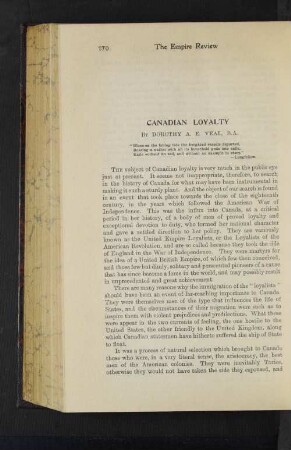 The Empire Review
CANADIAN LOYALTY
BY DOROTHY A. E. VEAL, B.A.
—Longfellow.
THE subject of Canadian loyalty is very much in the public eye
just at present. It seems not inappropriate, therefore, to search
in the history of Canada for what may have been instrumental in
making it such a sturdy plant. And the object of our search is found
in an event that took place towards the close of the eighteenth
century, in the years which followed the American War of
Independence. This was the influx into Canada, at a critical
period in her history, of a body of men of proved loyalty and
exceptional devotion to duty, who formed her national character
and gave a settled direction to her policy. They are variously
known as the United Empire Loyalists, or the Loyalists of the
American Revolution, and are so called because they took the side
of England in the War of Independence. They were martyrs for
the idea of a United British Empire, of which few then conceived,
and those few but dimly, solitary and persecuted pioneers of a cause
that has since become a force in the world, and may possibly result
in unprecedented and great achievement.
There are many reasons why the immigration of the "loyalists"
should have been an event of far-reaching importance to Canada.
They were themselves men of the type that influences the life of
States, and the circumstances of their migration were such as to
inspire them with violent prejudices and predilections. What these
were appear in the two currents of feeling, the one hostile to the
United States, the other friendly to the United Kingdom, along
which Canadian statesmen have hitherto suffered the ship of State
to float.
It was a process of natural selection which brought to Canada
those who were, in a very literal sense, the aristocracy, the best
men of the American colonies. They were inevitably Tories,
otherwise they would not have taken the side they espoused, and